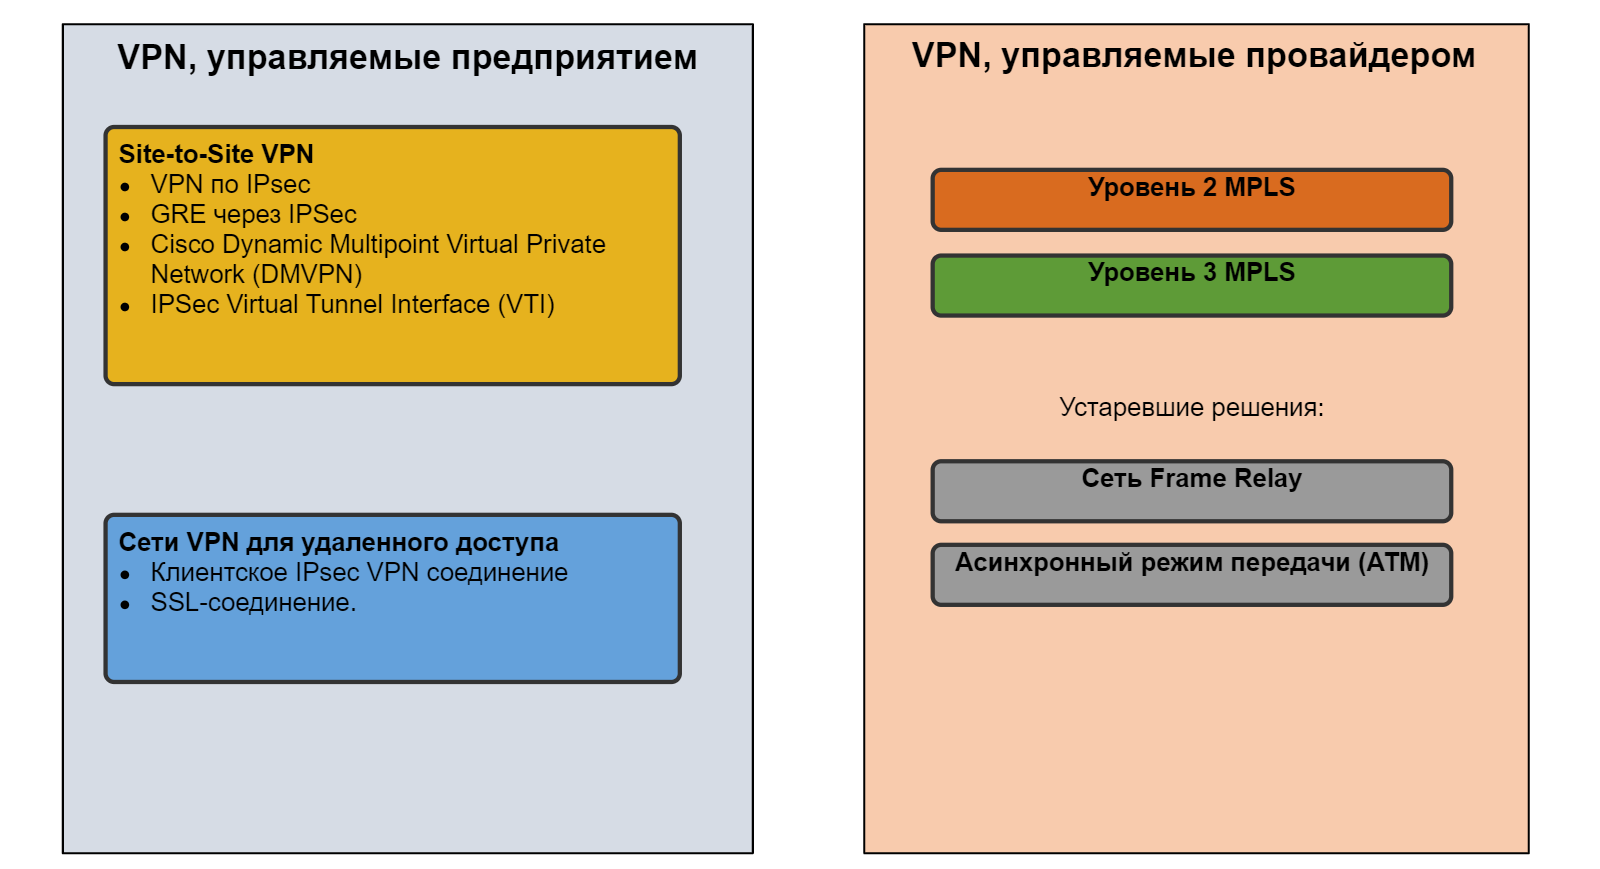 VPN, управляемые предприятием
Site-to-Site VPN
• VPN по IPsec
• GRE через IPSec
• Cisco Dynamic Multipoint Virtual Private
Network (DMVPN)
• IPSec Virtual Tunnel Interface (VTI)
Сети VPN для удаленного доступа
• Клиентское IPsec VPN соединение
• SSL-соединение.
VPN, управляемые провайдером
Уровень 2 MPLS
Уровень 3 MPLS
Устаревшие решения:
Сеть Frame Relay
Асинхронный режим передачи (ATM)